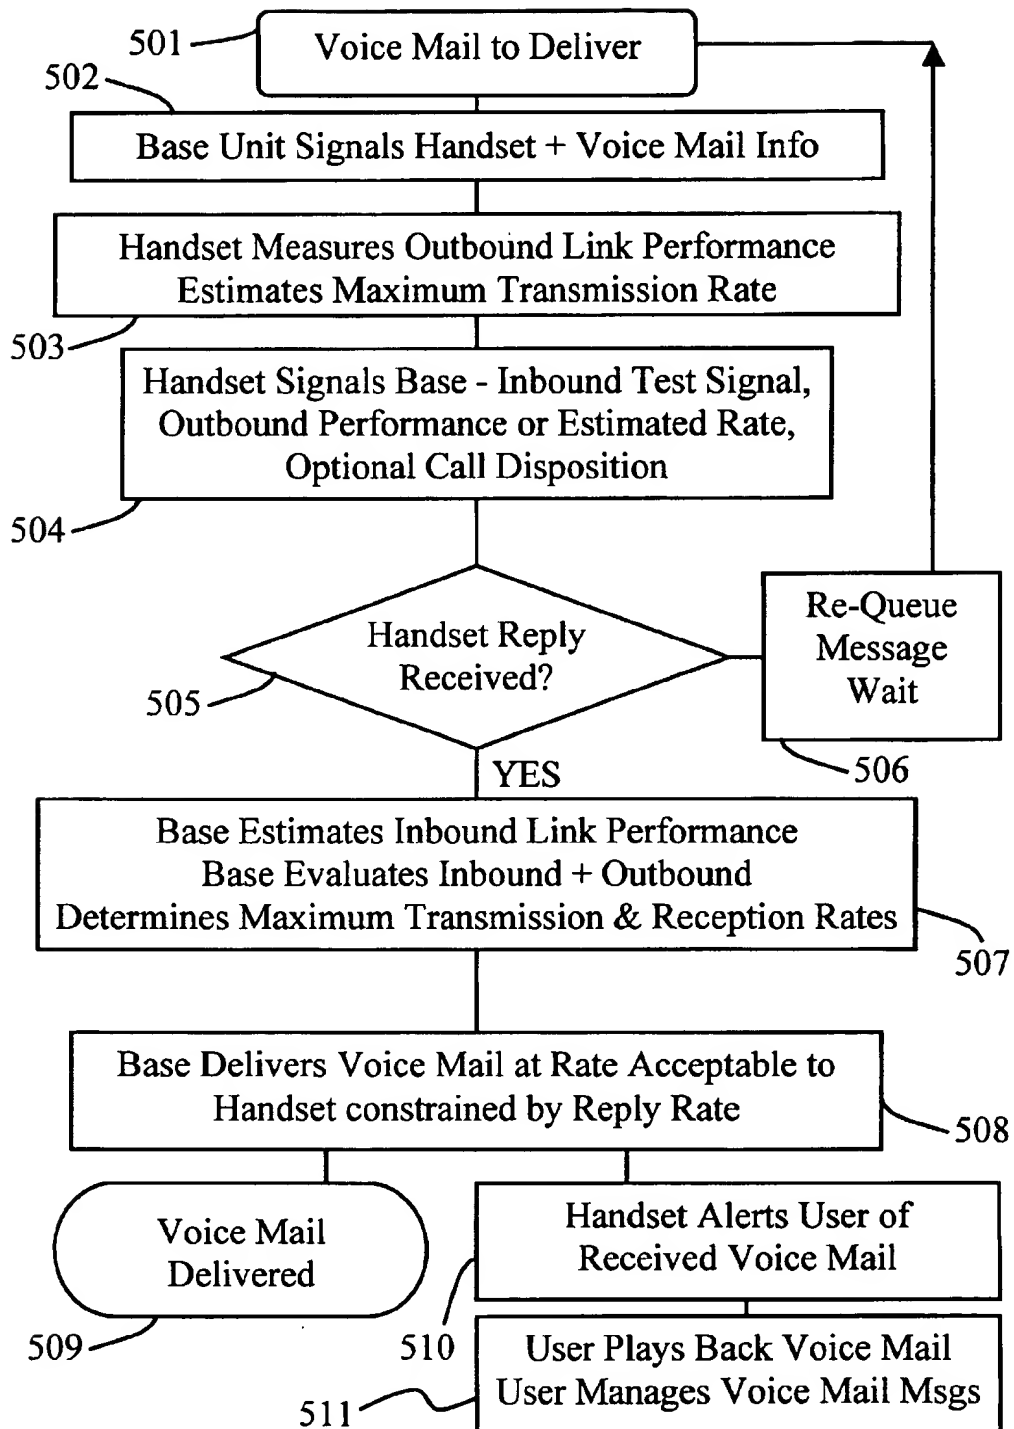 501
Voice Mail to Deliver
502
Base Unit Signals Handset + Voice Mail Info
Handset Measures Outbound Link Performance
Estimates Maximum Transmission Rate
503
Handset Signals Base - Inbound Test Signal,
Outbound Performance or Estimated Rate,
Optional Call Disposition
504
Handset Reply
Received?
505
Re-Queue
Message
Wait
506
YES
Base Estimates Inbound Link Performance
Base Evaluates Inbound + Outbound
Determines Maximum Transmission & Reception Rates
507
Base Delivers Voice Mail at Rate Acceptable to
Handset constrained by Reply Rate
508
Voice Mail
Delivered
509
Handset Alerts User of
Received Voice Mail
510
User Plays Back Voice Mail
User Manages Voice Mail Msgs
511